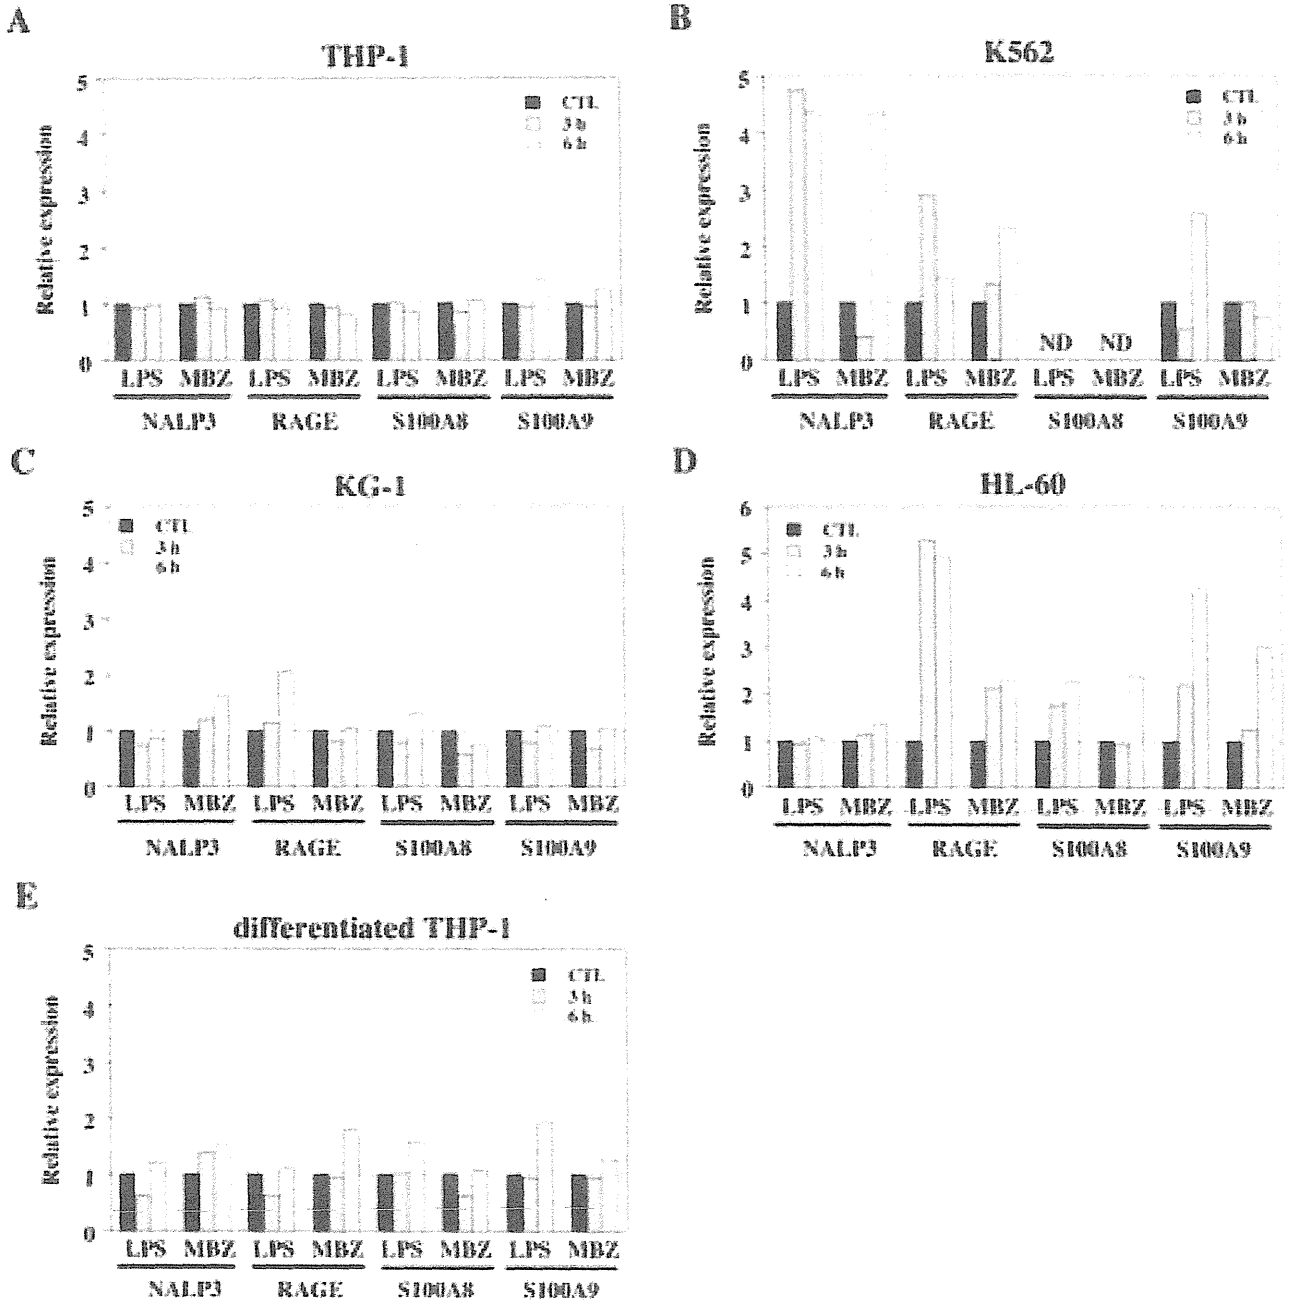 A
THP-1
Relative expression
5
4
3
2
1
0
CTL
3 h
6 h
LPS MBZ LPS MBZ LPS MBZ LPS MBZ
NALP3 RAGE S100A8 S100A9
B
K562
Relative expression
5
4
3
2
1
0
CTL
3 h
6 h
ND ND
LPS MBZ LPS MBZ LPS MBZ LPS MBZ
NALP3 RAGE S100A8 S100A9
C
KG-1
Relative expression
5
4
3
2
1
0
CTL
3 h
6 h
LPS MBZ LPS MBZ LPS MBZ LPS MBZ
NALP3 RAGE S100A8 S100A9
D
HL-60
Relative expression
6
5
4
3
2
1
0
CTL
3 h
6 h
LPS MBZ LPS MBZ LPS MBZ LPS MBZ
NALP3 RAGE S100A8 S100A9
E
differentiated THP-1
Relative expression
5
4
3
2
1
0
CTL
3 h
6 h
LPS MBZ LPS MBZ LPS MBZ LPS MBZ
NALP3 RAGE S100A8 S100A9